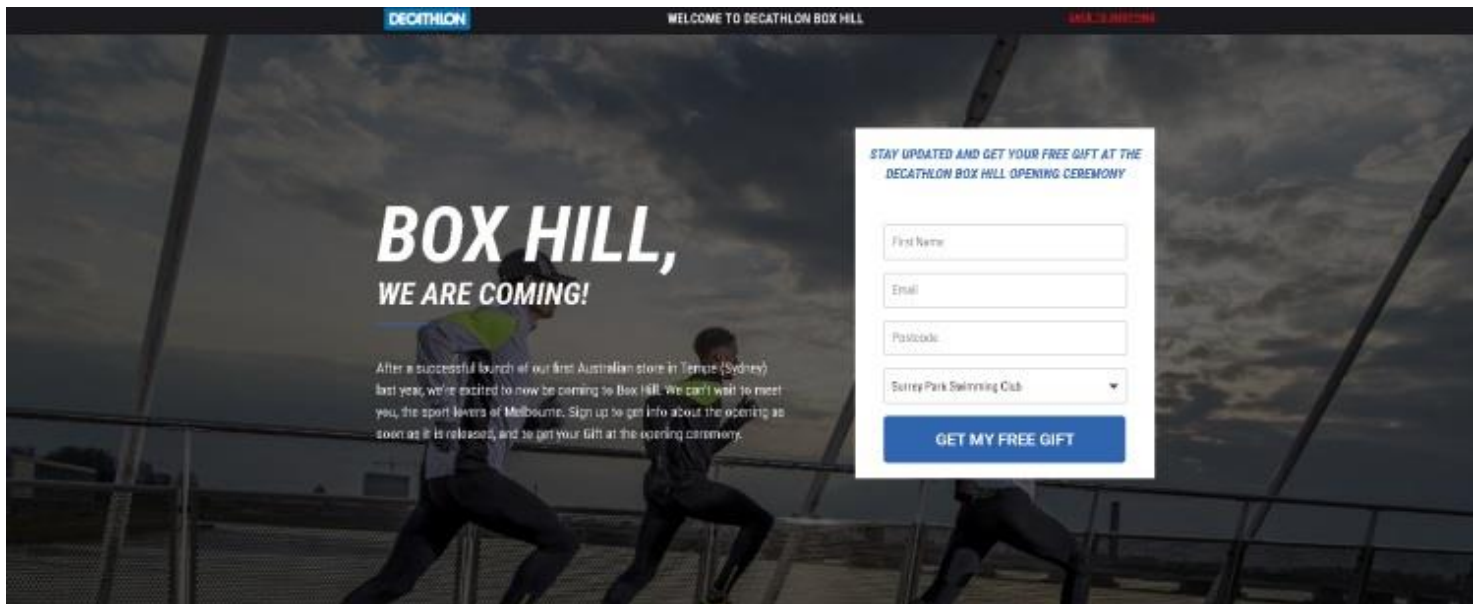 DECATHLON
WELCOME TO DECATHLON BOX HILL
STAY UPDATED AND GET YOUR FREE GIFT AT THE
DECATHLON BOX HILL OPENING CEREMONY
BOX HILL,
WE ARE COMING!
After a successful launch of our first Australian store in Tempe (Sydney)
last year, we're excited to now be coming to Box Hill. We can't wait to meet
you, the sport lovers of Melbourne. Sign up to get info about the opening as
soon as it is released, and to get your Gift at the opening ceremony.
First Name
Email
Postcode
Surrey Park Swimming Club
GET MY FREE GIFT